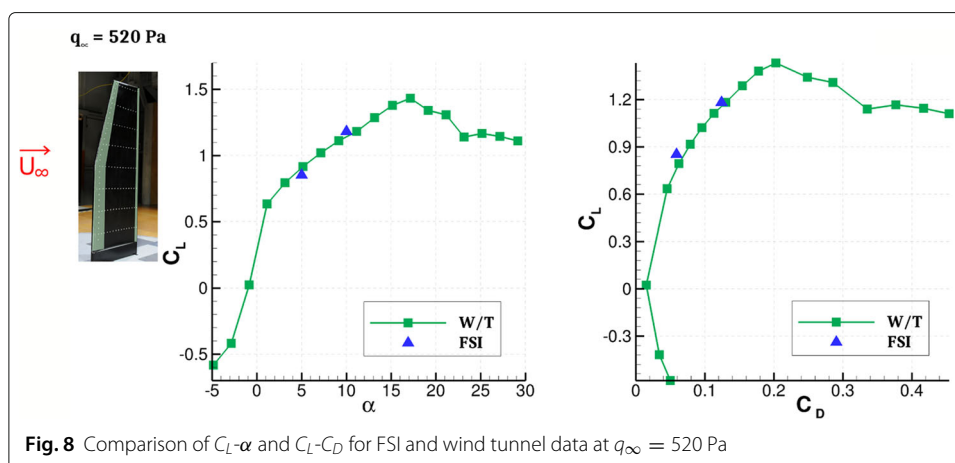 q∞ = 520 Pa
U∞
C_L
1.5
1
0.5
0
-0.5
-5 0 5 10 15 20 25 30
α
W/T
FSI
C_L
1.2
0.9
0.6
0.3
0
-0.3
0 0.1 0.2 0.3 0.4
C_D
W/T
FSI
Fig. 8 Comparison of C_L-α and C_L-C_D for FSI and wind tunnel data at q∞ = 520 Pa